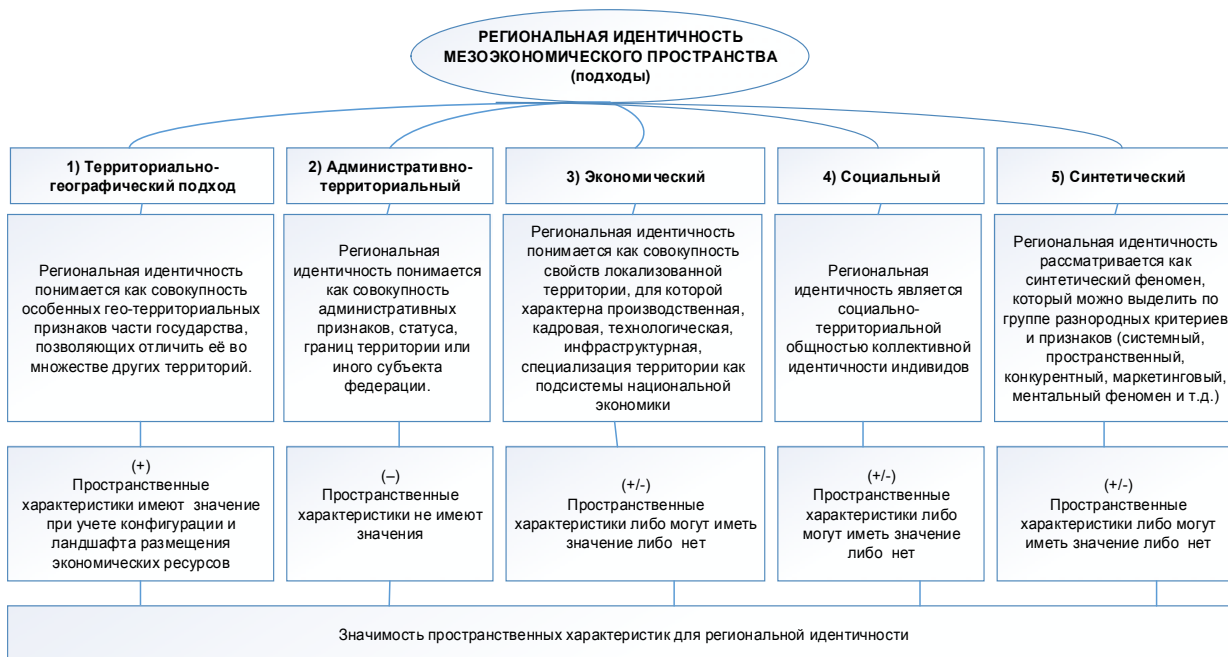 РЕГИОНАЛЬНАЯ ИДЕНТИЧНОСТЬ
МЕЗОЭКОНОМИЧЕСКОГО ПРОСТРАНСТВА
(подходы)
1) Территориально-
географический подход
2) Административно-
территориальный
3) Экономический
4) Социальный
5) Синтетический
Региональная идентичность
понимается как совокупность
особенных гео-территориальных
признаков части государства,
позволяющих отличить её во
множестве других территорий.
Региональная
идентичность понимается
как совокупность
административных
признаков, статуса,
границ территории или
иного субъекта
федерации.
Региональная идентичность
понимается как совокупность
свойств локализованной
территории, для которой
характерна производственная,
кадровая, технологическая,
инфраструктурная,
специализация территории как
подсистемы национальной
экономики
Региональная
идентичность является
социально-
территориальной
общностью коллективной
идентичности индивидов
Региональная идентичность
рассматривается как
синтетический феномен,
который можно выделить по
группе разнородных критериев
и признаков (системный,
пространственный,
конкурентный, маркетинговый,
ментальный феномен и т.д.)
(+)
Пространственные
характеристики имеют значение
при учете конфигурации и
ландшафта размещения
экономических ресурсов
(–)
Пространственные
характеристики не имеют
значения
(+/-)
Пространственные
характеристики либо могут иметь
значение либо нет
(+/-)
Пространственные
характеристики либо
могут иметь значение
либо нет
(+/-)
Пространственные
характеристики либо могут
иметь значение либо нет
Значимость пространственных характеристик для региональной идентичности